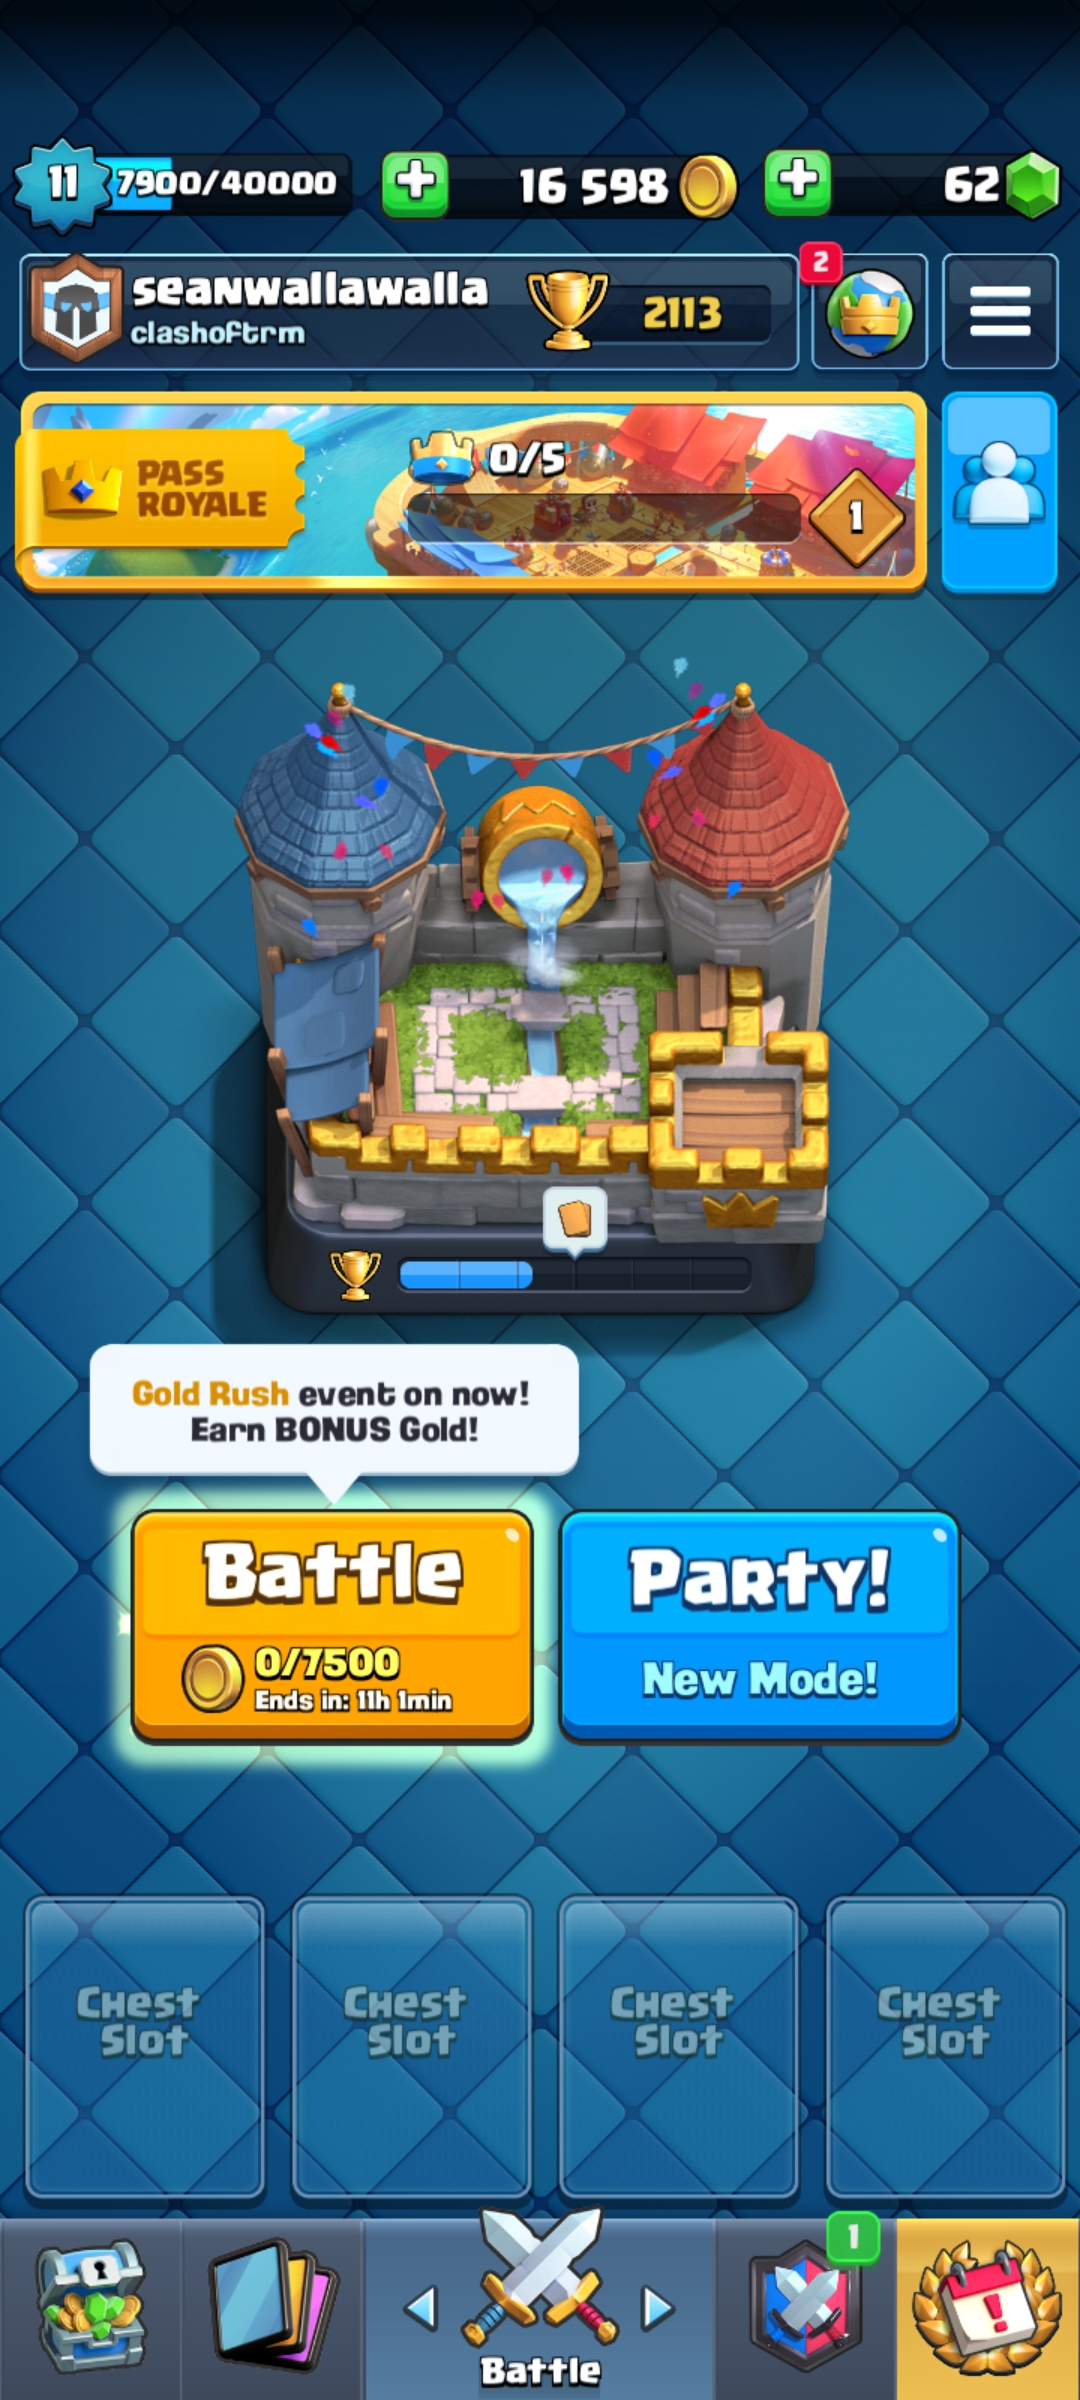 11
7900/40000
16 598
62
seanwallawalla
clashoftrm
2113
2
PASS
ROYALE
0/5
1
Gold Rush event on now!
Earn BONUS Gold!
Battle
0/7500
Ends in: 11h 1min
Party!
New Mode!
Chest
Slot
Chest
Slot
Chest
Slot
Chest
Slot
Battle
1
!